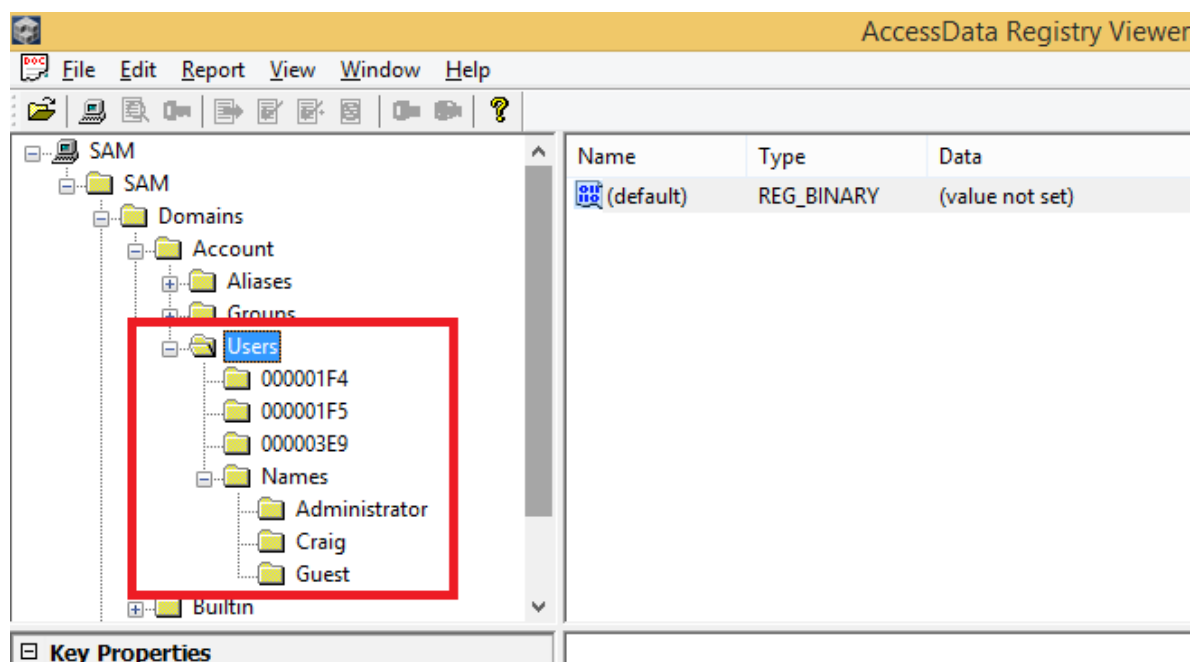 AccessData Registry Viewer
DOC
File Edit Report View Window Help
SAM
SAM
Domains
Account
Aliases
Groups
Users
000001F4
000001F5
000003E9
Names
Administrator
Craig
Guest
Builtin
Name Type Data
(default) REG_BINARY (value not set)
Key Properties